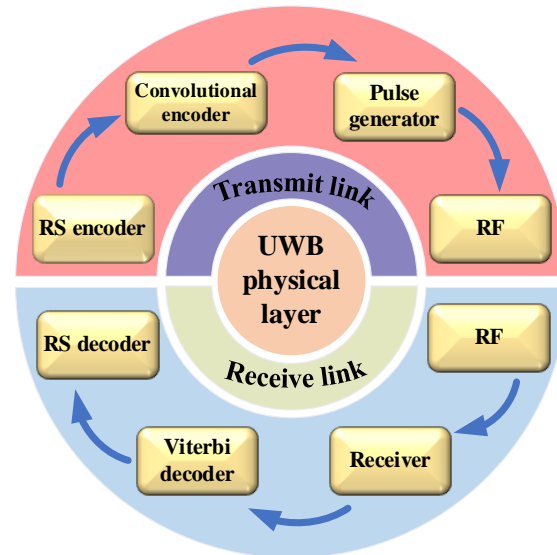 Convolutional
encoder
Pulse
generator
RS encoder
RF
Transmit link
UWB
physical
layer
Receive link
RS decoder
RF
Viterbi
decoder
Receiver